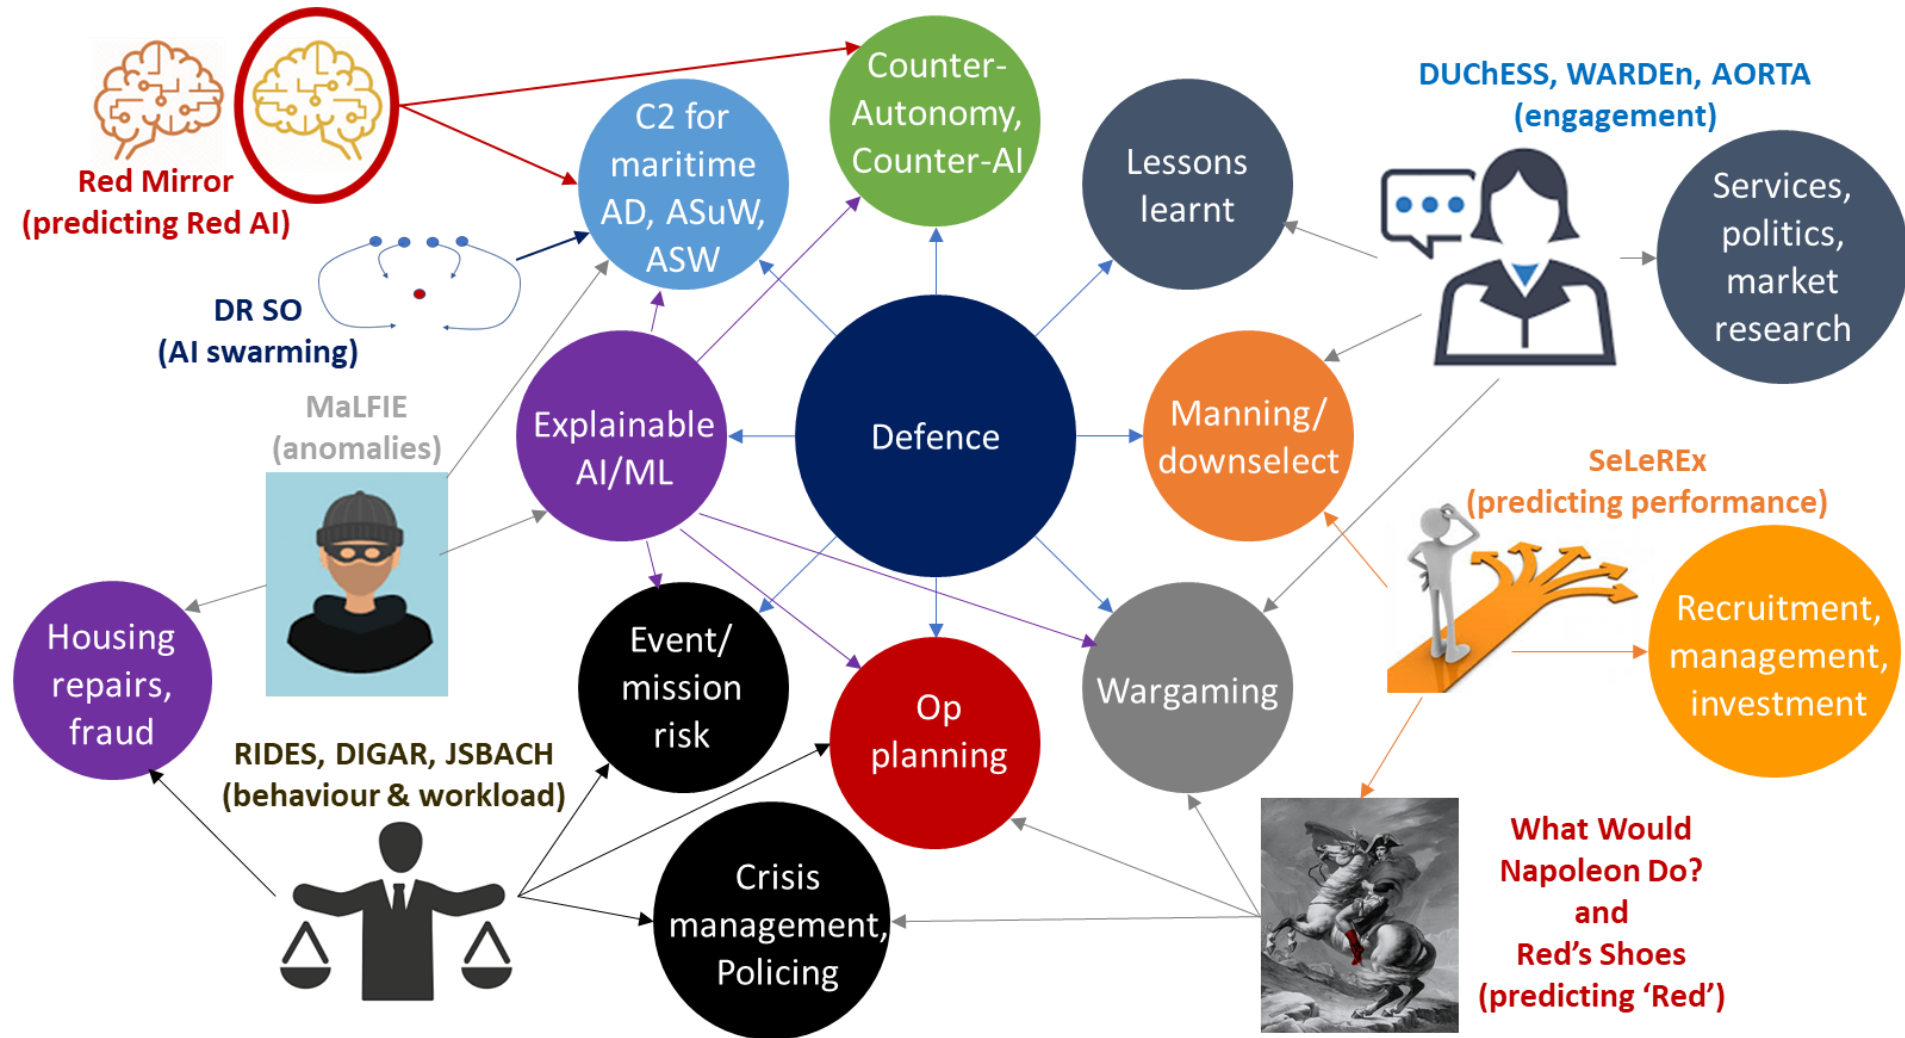 Red Mirror
(predicting Red AI)
C2 for
maritime
AD, ASuW,
ASW
Counter-
Autonomy,
Counter-AI
Lessons
learnt
DUChESS, WARDEn, AORTA
(engagement)
Services,
politics,
market
research
DR SO
(AI swarming)
MaLFIE
(anomalies)
Explainable
AI/ML
Defence
Manning/
downselect
SeLeREx
(predicting performance)
Housing
repairs,
fraud
Event/
mission
risk
Op
planning
Wargaming
Recruitment,
management,
investment
RIDES, DIGAR, JSBACH
(behaviour & workload)
Crisis
management,
Policing
What Would
Napoleon Do?
and
Red’s Shoes
(predicting ‘Red’)